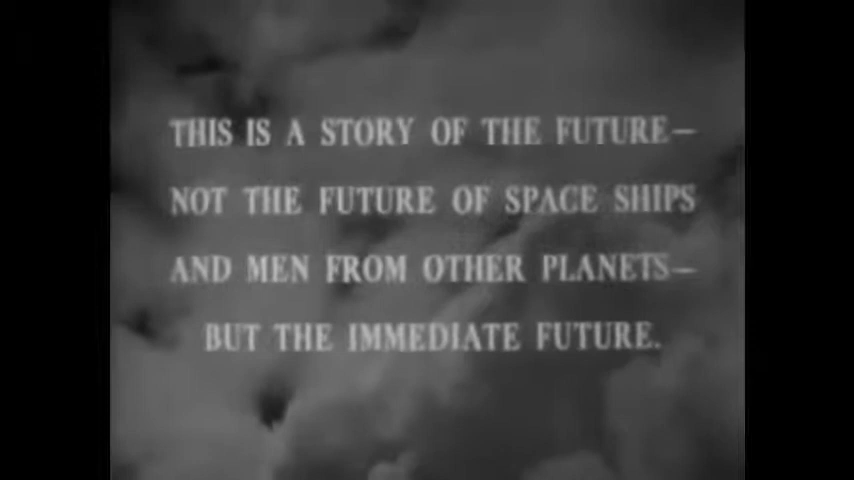 THIS IS A STORY OF THE FUTURE—
NOT THE FUTURE OF SPACE SHIPS
AND MEN FROM OTHER PLANETS—
BUT THE IMMEDIATE FUTURE.